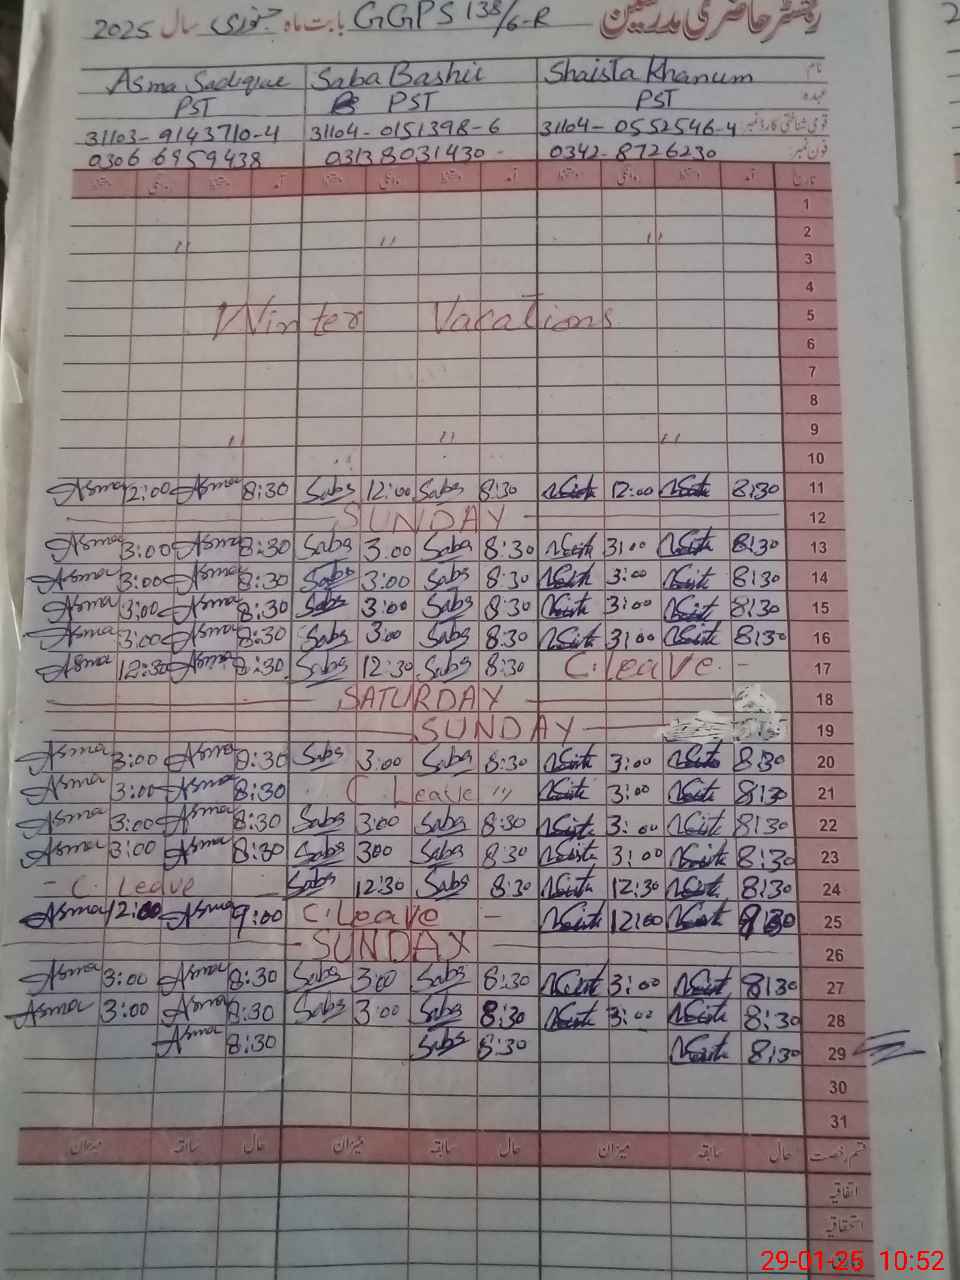 رجسٹر حاضری مدرسین
GGPS 138/6-R بابت ماہ جنوری سال 2025
Asma Sadique Saba Bashir Shaista Khanum نام
PST PST PST عہدہ
31103-9143710-4 31104-0151398-6 31104-0552546-4 قومی شناختی کارڈ نمبر
0306 6959438 03138031430 0342-8726230 فون نمبر
دستخط روانگی دستخط آمد دستخط روانگی دستخط آمد دستخط روانگی دستخط آمد تاریخ
1
" " " 2
3
4
Winter Vacations 5
6
7
8
" " " 9
10
Asma 12:00 Asma 8:30 Saba 12:00 Saba 8:30 12:00 8:30 11
SUNDAY 12
Asma 3:00 Asma 8:30 Saba 3:00 Saba 8:30 3:00 8:30 13
Asma 3:00 Asma 8:30 Saba 3:00 Saba 8:30 3:00 8:30 14
Asma 3:00 Asma 8:30 Saba 3:00 Saba 8:30 3:00 8:30 15
Asma 3:00 Asma 8:30 Saba 3:00 Saba 8:30 3:00 8:30 16
Asma 12:30 Asma 8:30 Saba 12:30 Saba 8:30 C.Leave - 17
SATURDAY 18
SUNDAY 19
Asma 3:00 Asma 8:30 Saba 3:00 Saba 8:30 3:00 8:30 20
Asma 3:00 Asma 8:30 C Leave " 3:00 8:30 21
Asma 3:00 Asma 8:30 Saba 3:00 Saba 8:30 3:00 8:30 22
Asma 3:00 Asma 8:30 Saba 300 Saba 8:30 3:00 8:30 23
- C. Leave - Saba 12:30 Saba 8:30 12:30 8:30 24
Asma 12:00 Asma 9:00 C.Leave - 12:00 25
SUNDAY 26
Asma 3:00 Asma 8:30 Saba 3:00 Saba 8:30 3:00 8:30 27
Asma 3:00 Asma 8:30 Saba 3:00 Saba 8:30 3:00 8:30 28
Asma 8:30 Saba 8:30 8:30 29
30
31
میزان سابقہ حال میزان سابقہ حال میزان سابقہ حال قسم رخصت
اتفاقیہ
استحقاقیہ
29-01-25 10:52